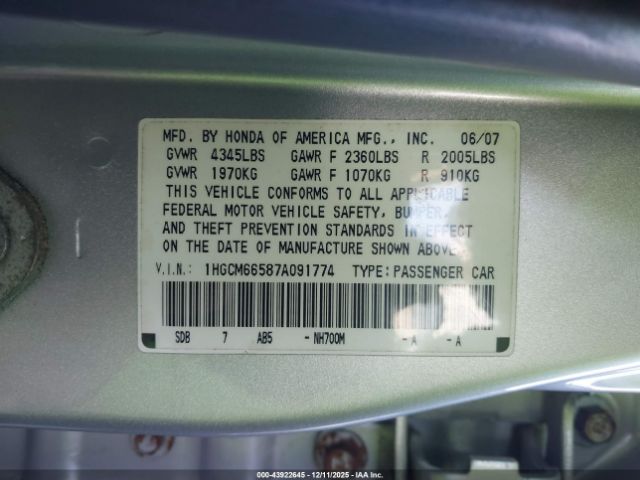 MFD. BY HONDA OF AMERICA MFG., INC. 06/07
GVWR 4345LBS GAWR F 2360LBS R 2005LBS
GVWR 1970KG GAWR F 1070KG R 910KG
THIS VEHICLE CONFORMS TO ALL APPLICABLE
FEDERAL MOTOR VEHICLE SAFETY, BUMPER,
AND THEFT PREVENTION STANDARDS IN EFFECT
ON THE DATE OF MANUFACTURE SHOWN ABOVE.
V.I.N.: 1HGCM66587A091774 TYPE: PASSENGER CAR
SDB 7 AB5 -NH700M -A -A
000-43922645 - 12/11/2025 - IAA Inc.